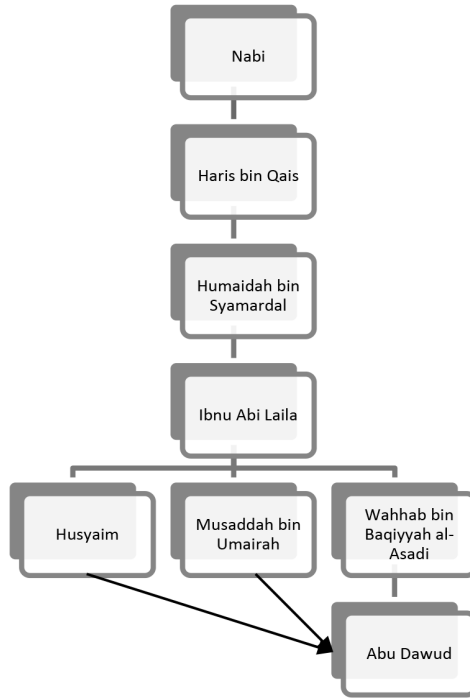 Nabi
Haris bin Qais
Humaidah bin
Syamardal
Ibnu Abi Laila
Husyaim
Musaddah bin
Umairah
Wahhab bin
Baqiyyah al-
Asadi
Abu Dawud